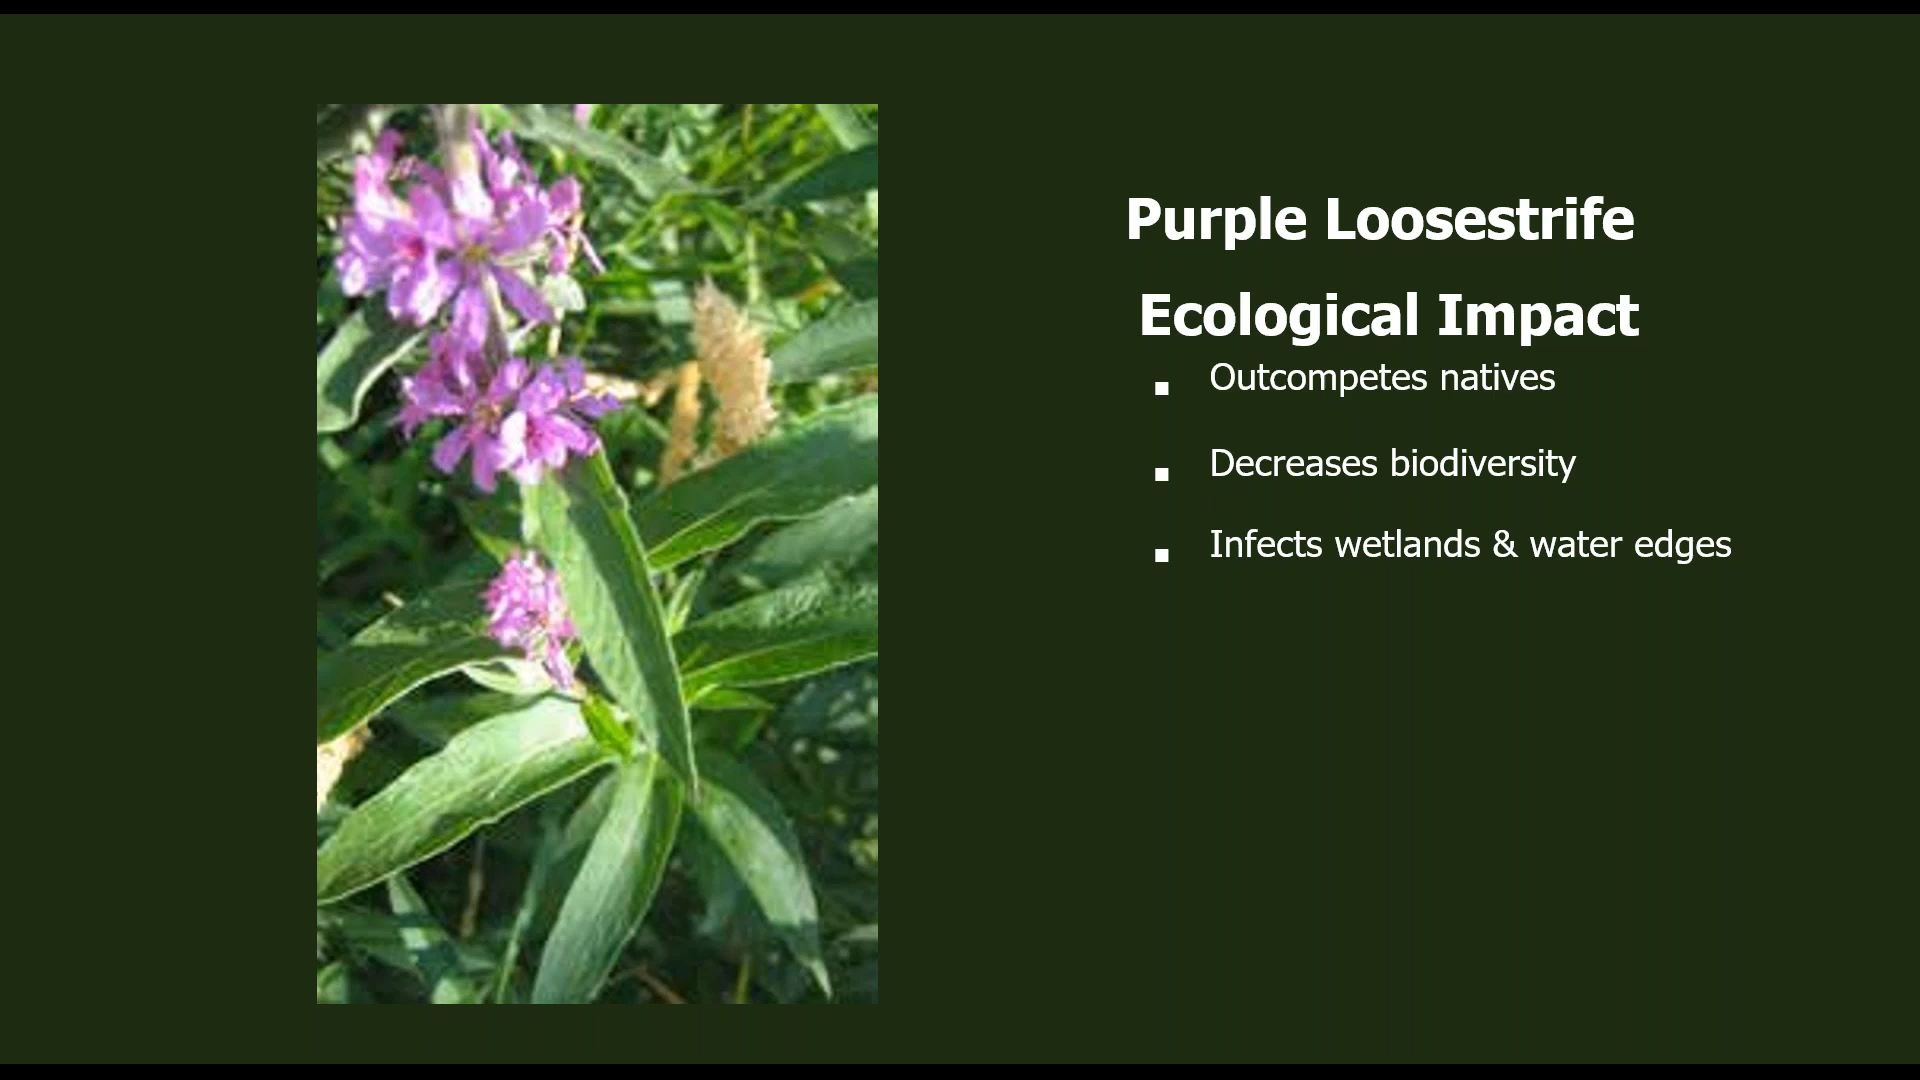 Purple Loosestrife
Ecological Impact
▪ Outcompetes natives
▪ Decreases biodiversity
▪ Infects wetlands & water edges